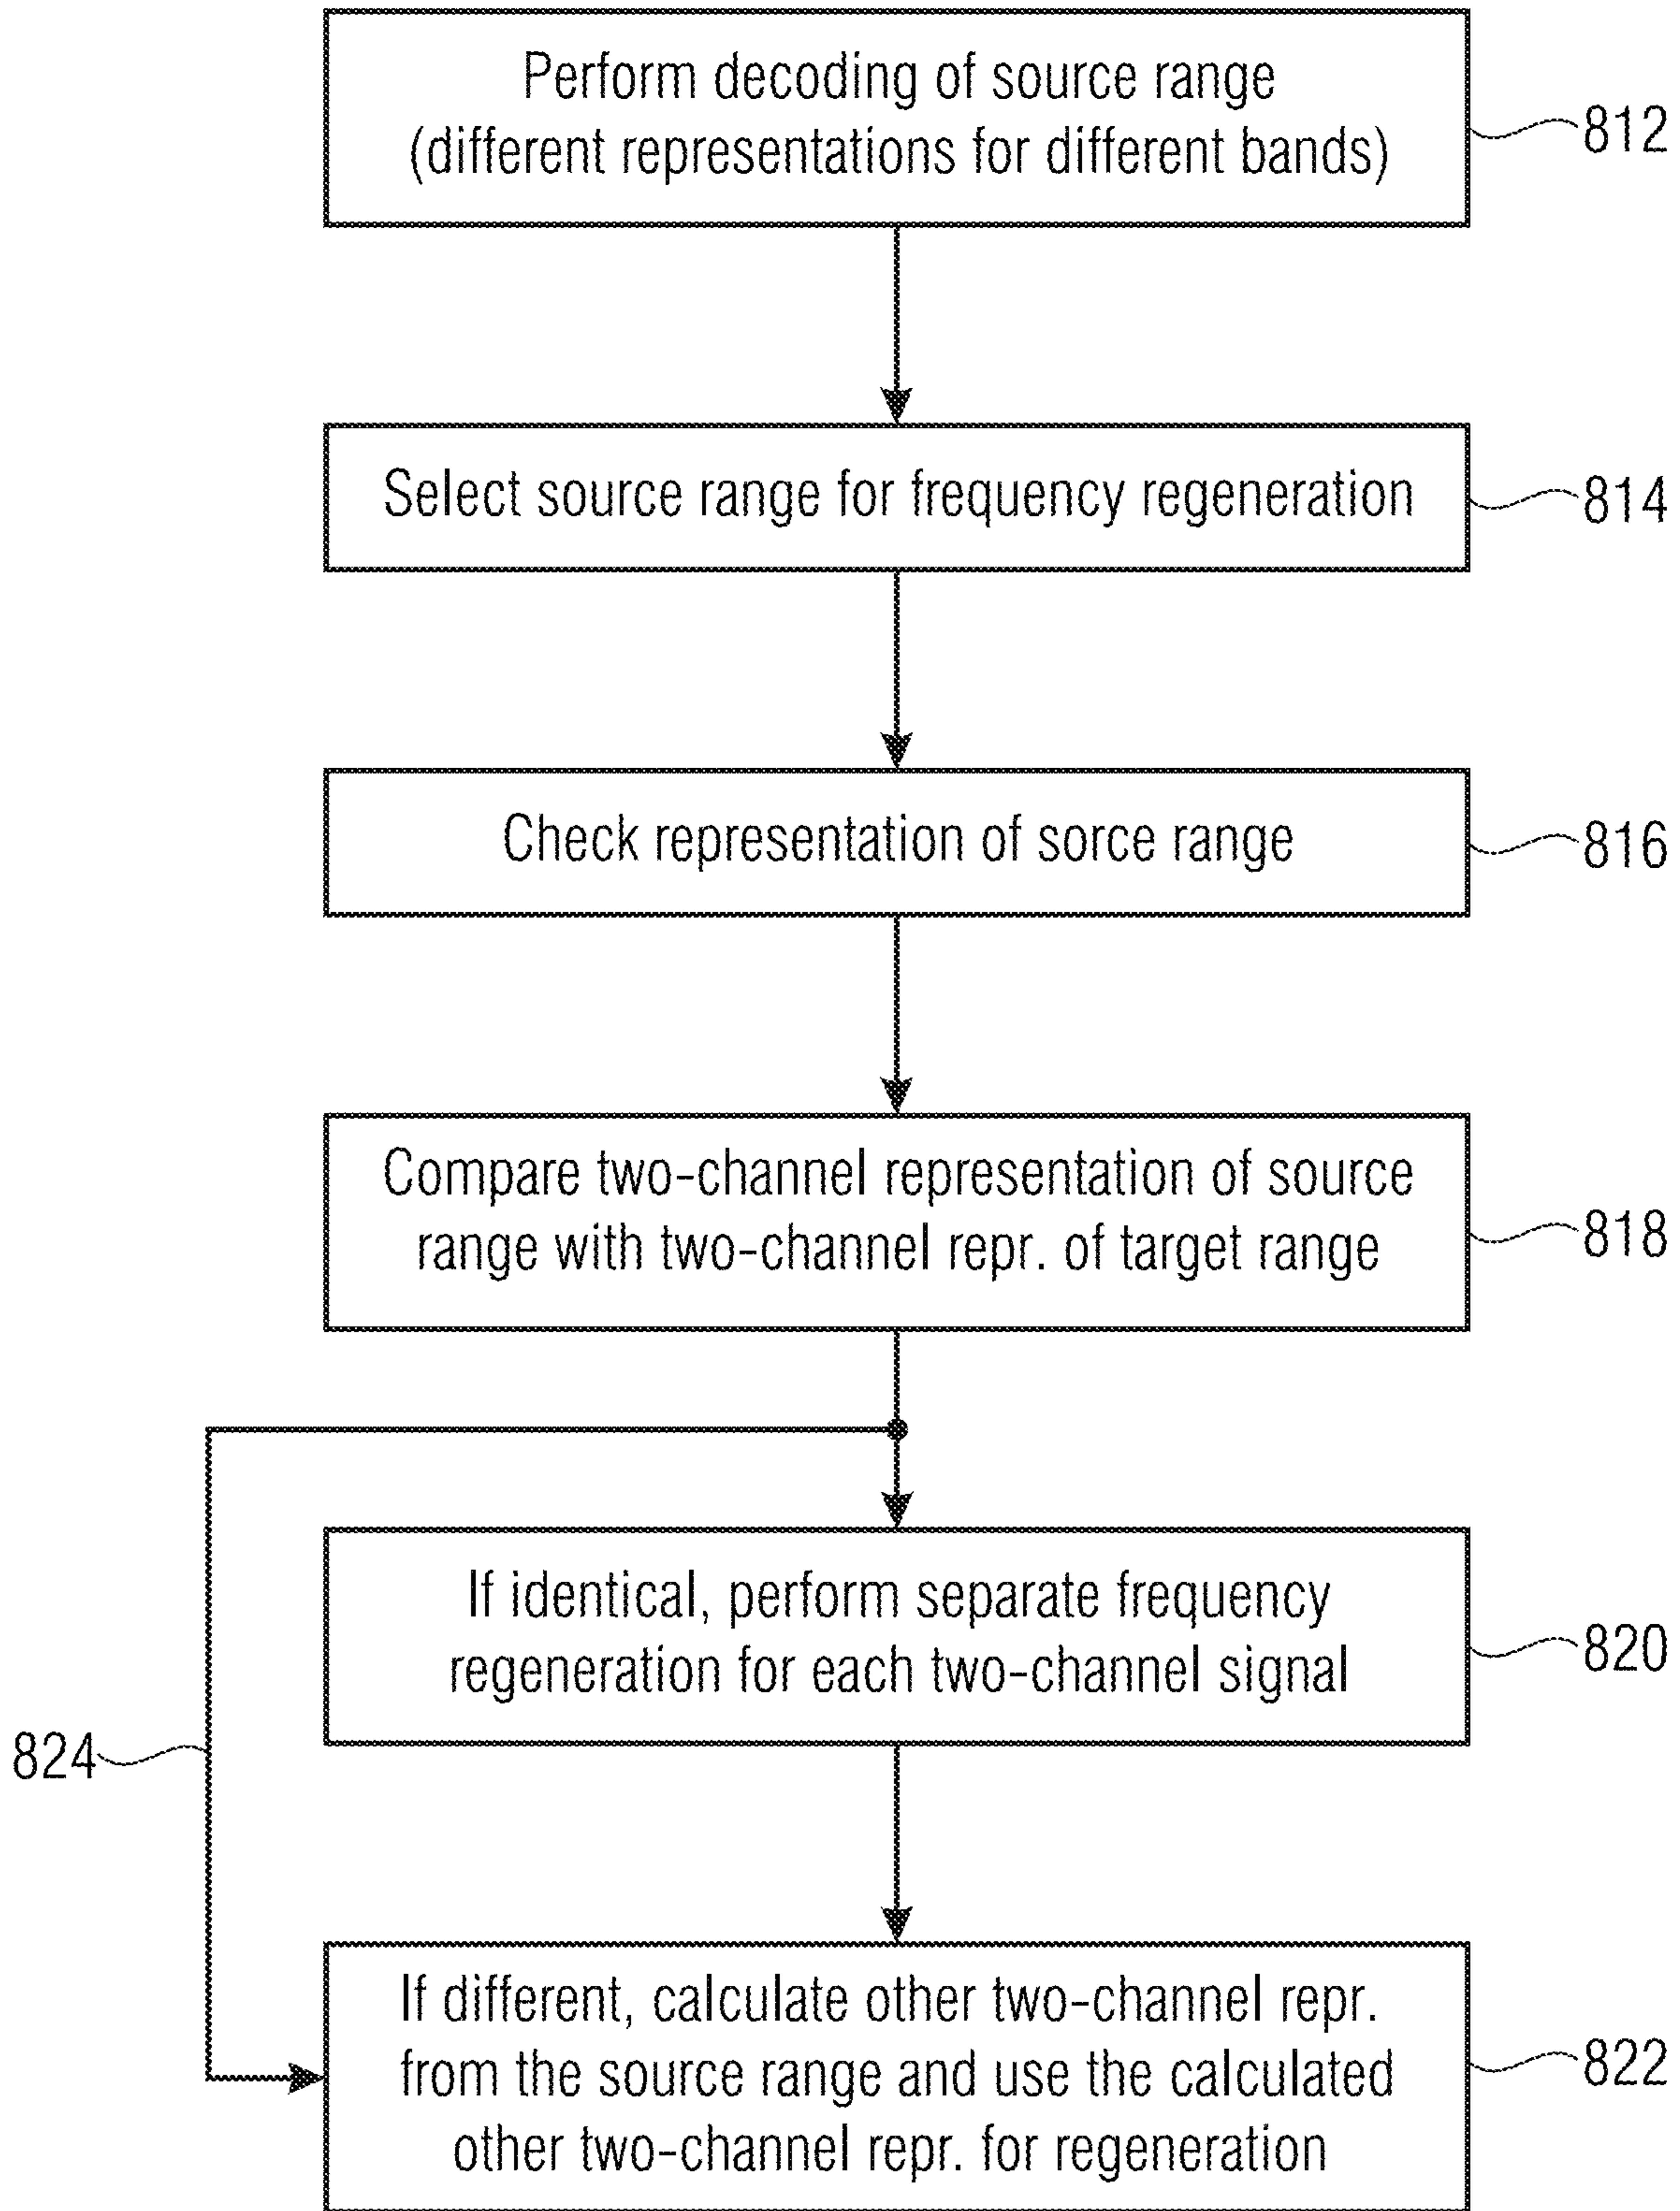 Perform decoding of source range
(different representations for different bands)
812
Select source range for frequency regeneration
814
Check representation of sorce range
816
Compare two-channel representation of source
range with two-channel repr. of target range
818
If identical, perform separate frequency
regeneration for each two-channel signal
820
824
If different, calculate other two-channel repr.
from the source range and use the calculated
other two-channel repr. for regeneration
822